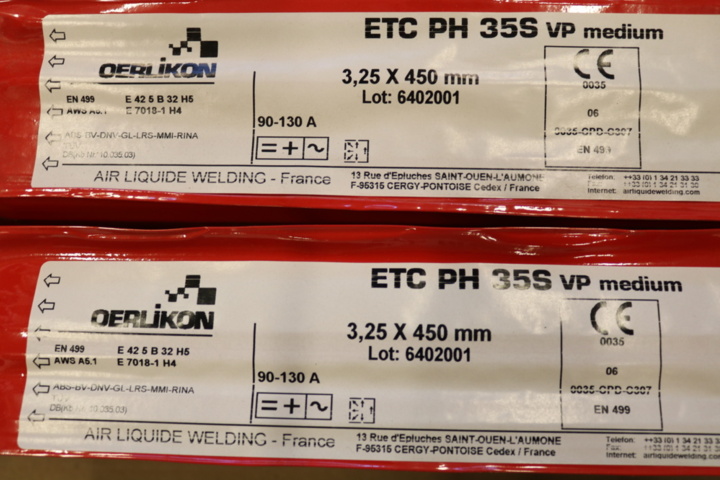 ETC PH 35S VP medium
OERLIKON
3,25 X 450 mm
Lot: 6402001
CE
0035
06
0035-CPD-C307
EN 499
EN 499 E 42 5 B 32 H5
AWS A5.1 E 7018-1 H4
ABS-BV-DNV-GL-LRS-MMI-RINA
90-130 A
= + ~
AIR LIQUIDE WELDING - France
13 Rue d'Epluches SAINT-OUEN-L'AUMONE
F-95315 CERGY-PONTOISE Cedex / France
Telefon: ++33 (0) 1 34 21 33 33
Internet: airliquidewelding.com
ETC PH 35S VP medium
OERLIKON
3,25 X 450 mm
Lot: 6402001
CE
0035
06
0035-CPD-C307
EN 499
EN 499 E 42 5 B 32 H5
AWS A5.1 E 7018-1 H4
ABS-BV-DNV-GL-LRS-MMI-RINA
90-130 A
= + ~
AIR LIQUIDE WELDING - France
13 Rue d'Epluches SAINT-OUEN-L'AUMONE
F-95315 CERGY-PONTOISE Cedex / France
Telefon: ++33 (0) 1 34 21 33 33
Internet: airliquidewelding.com